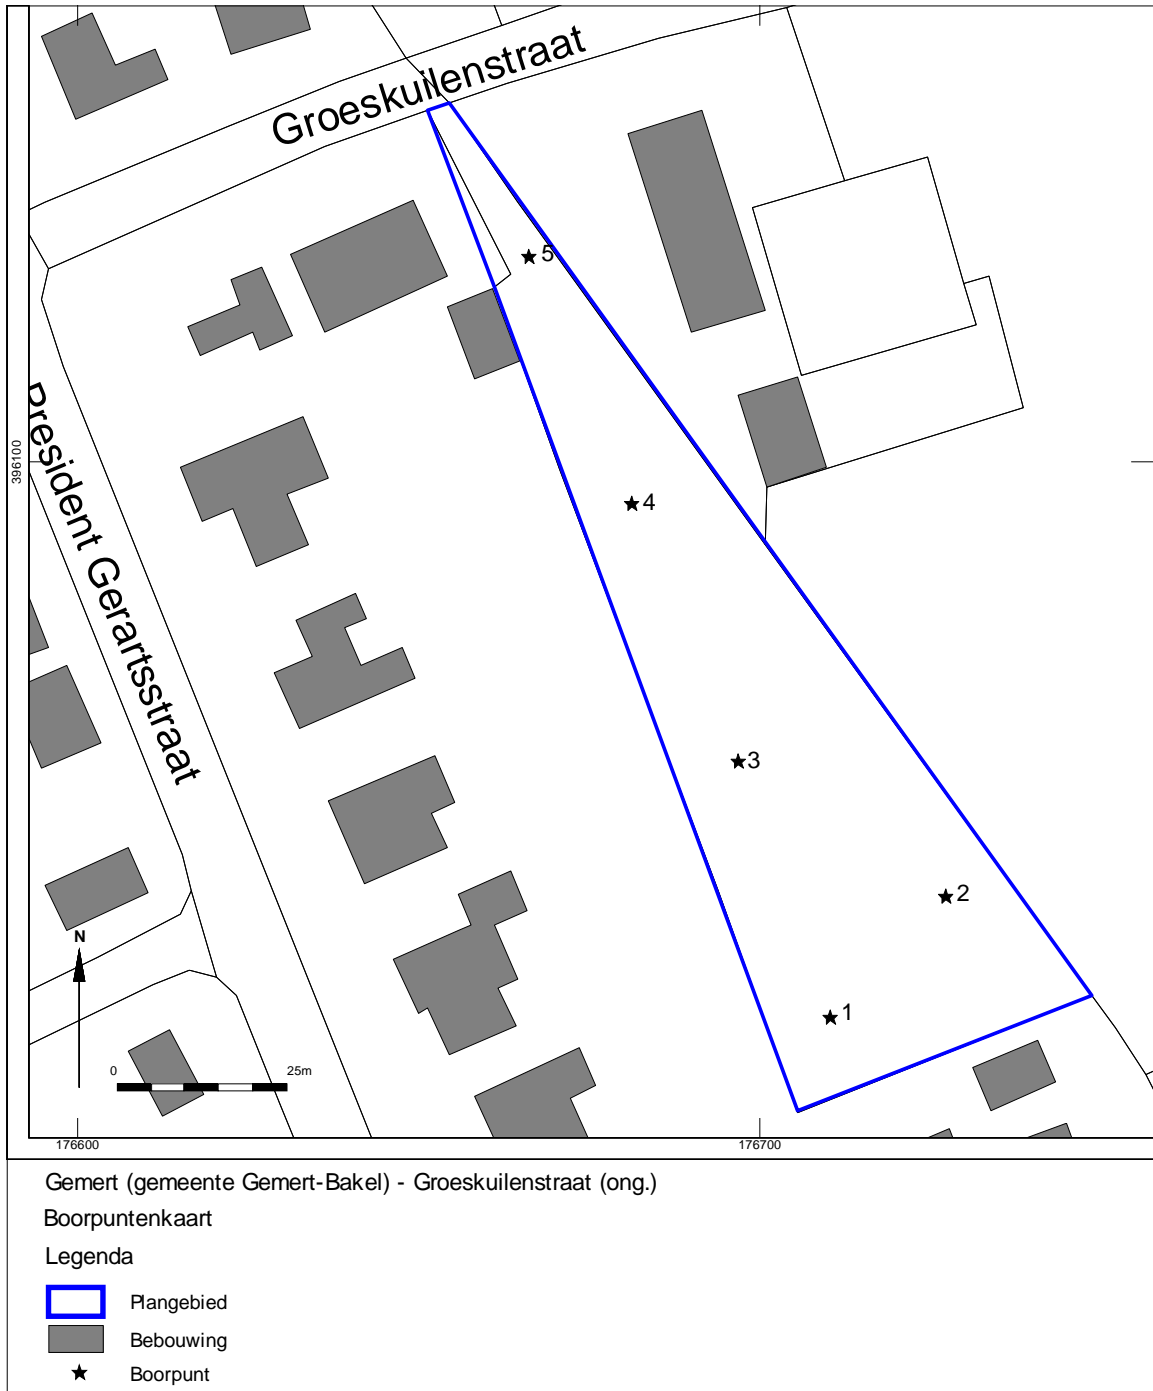 Groeskuilenstraat
President Gerartsstraat
396100
5
4
3
2
1
N
0 25m
176600 176700
Gemert (gemeente Gemert-Bakel) - Groeskuilenstraat (ong.)
Boorpuntenkaart
Legenda
Plangebied
Bebouwing
Boorpunt